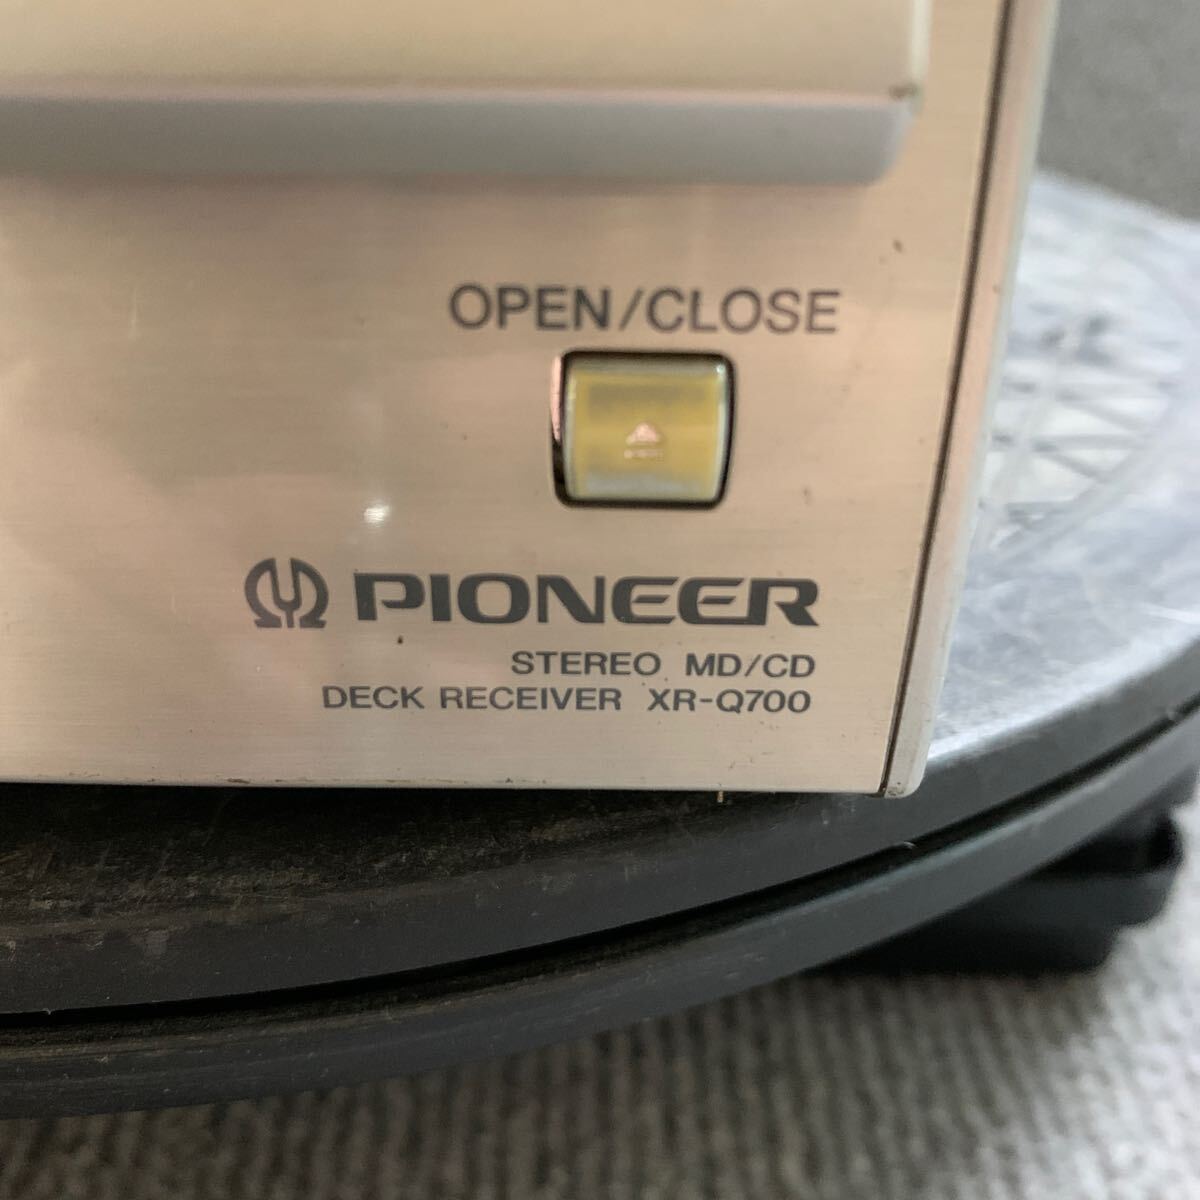 OPEN/CLOSE
PIONEER
STEREO MD/CD
DECK RECEIVER XR-Q700